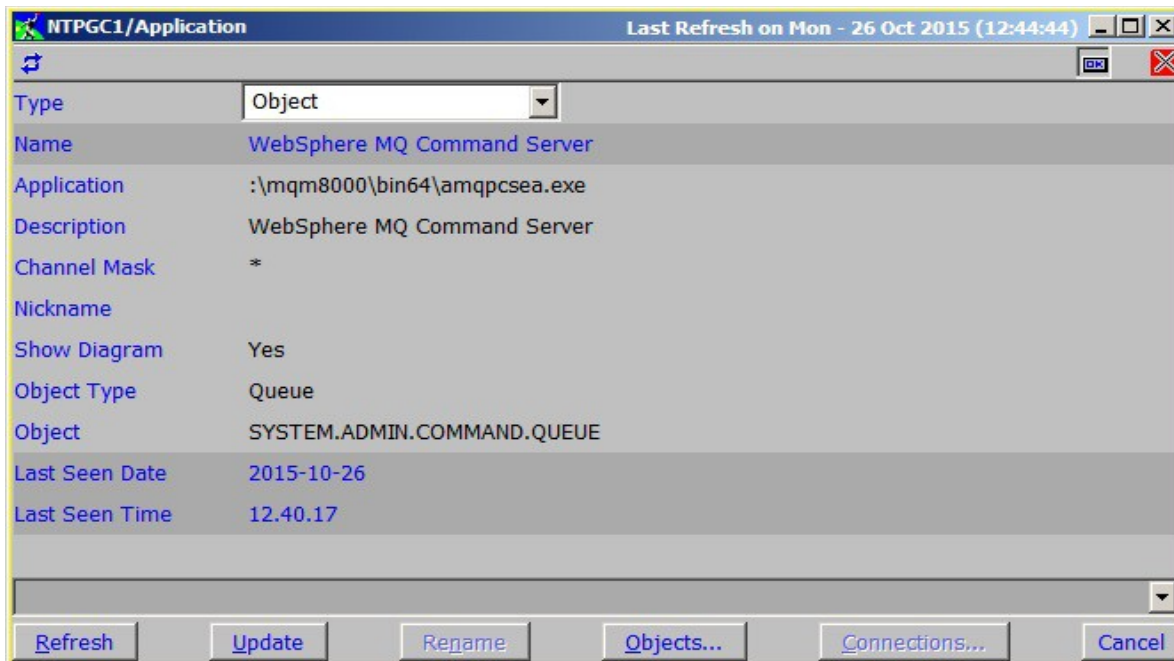 NTPGC1/Application Last Refresh on Mon - 26 Oct 2015 (12:44:44)
OK
Type Object
Name WebSphere MQ Command Server
Application :\mqm8000\bin64\amqpcsea.exe
Description WebSphere MQ Command Server
Channel Mask *
Nickname
Show Diagram Yes
Object Type Queue
Object SYSTEM.ADMIN.COMMAND.QUEUE
Last Seen Date 2015-10-26
Last Seen Time 12.40.17
Refresh Update Rename Objects... Connections... Cancel